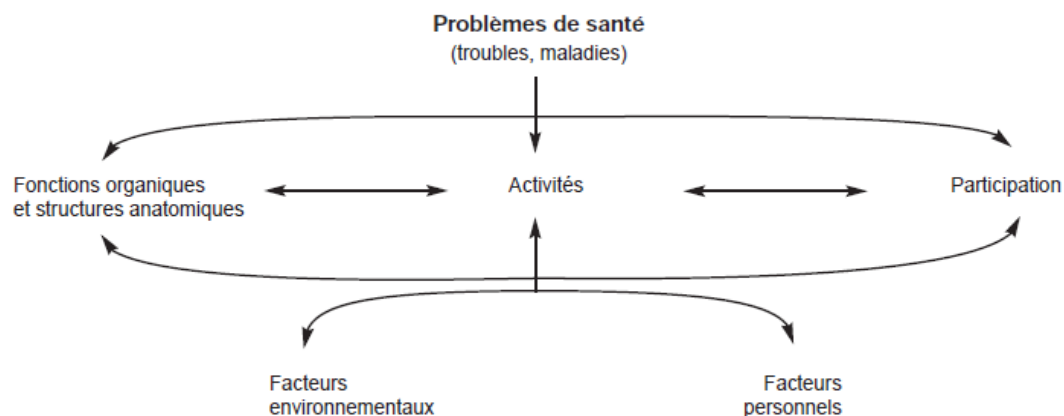 Problèmes de santé
(troubles, maladies)
Fonctions organiques
et structures anatomiques
Activités
Participation
Facteurs
environnementaux
Facteurs
personnels